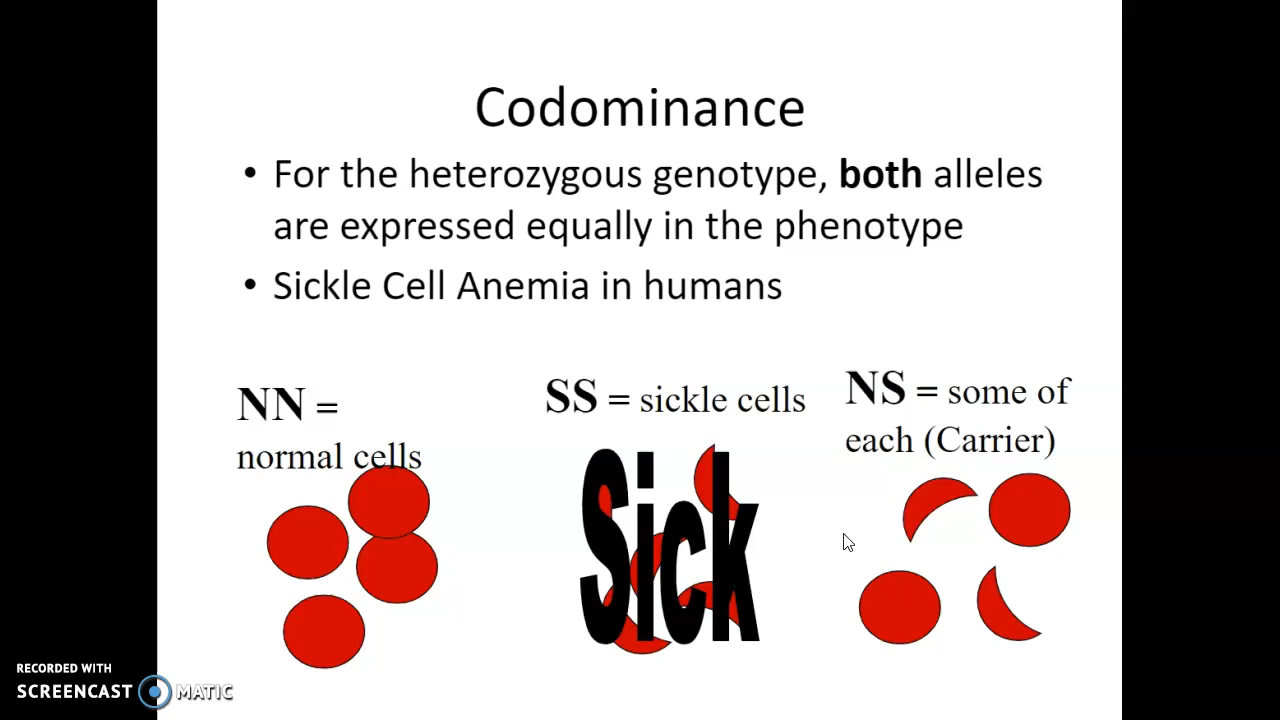 Codominance
• For the heterozygous genotype, both alleles
are expressed equally in the phenotype
• Sickle Cell Anemia in humans
NN =
normal cells
SS = sickle cells
Sick
NS = some of
each (Carrier)
RECORDED WITH
SCREENCAST MATIC